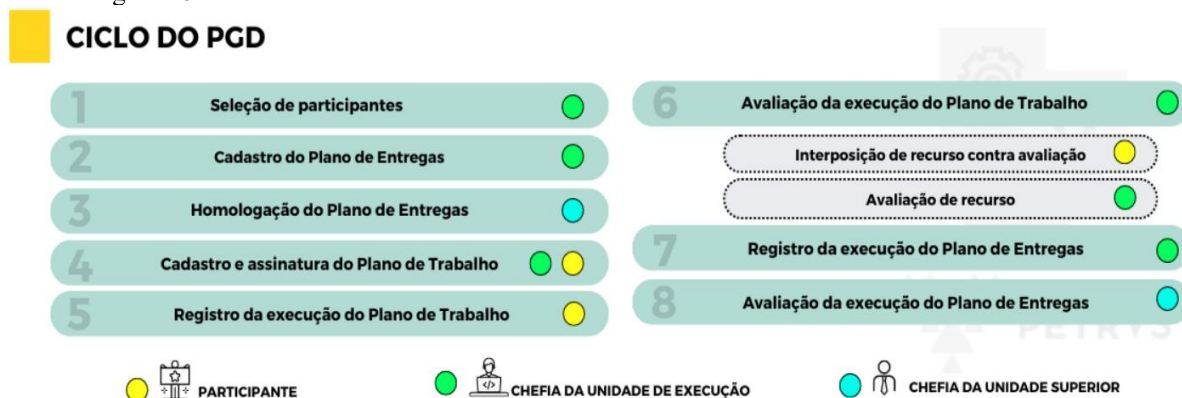 CICLO DO PGD
1 Seleção de participantes
2 Cadastro do Plano de Entregas
3 Homologação do Plano de Entregas
4 Cadastro e assinatura do Plano de Trabalho
5 Registro da execução do Plano de Trabalho
6 Avaliação da execução do Plano de Trabalho
Interposição de recurso contra avaliação
Avaliação de recurso
7 Registro da execução do Plano de Entregas
8 Avaliação da execução do Plano de Entregas
PETRVS
PARTICIPANTE
CHEFIA DA UNIDADE DE EXECUÇÃO
CHEFIA DA UNIDADE SUPERIOR